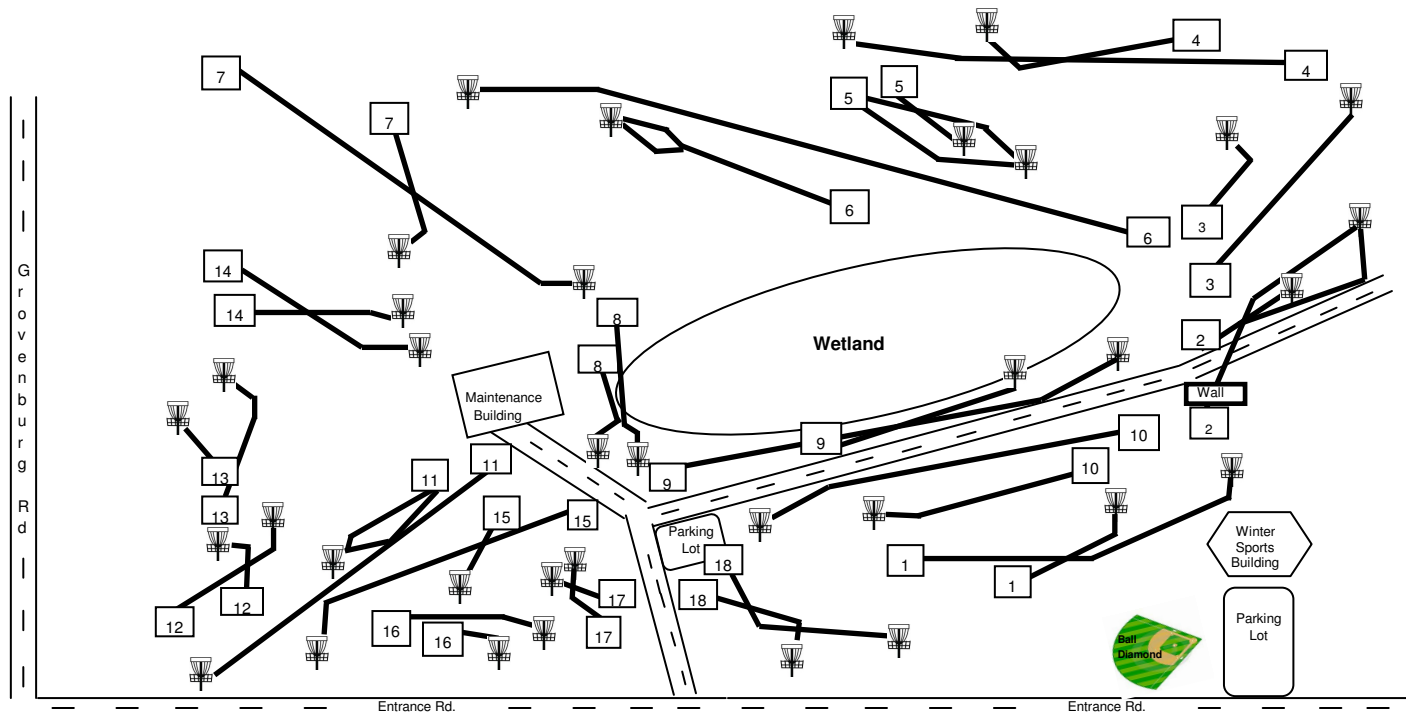 4
4
7
5
5
7
6
6
3
3
14
14
8
8
Wetland
2
Wall
2
Maintenance
Building
Grovenburg Rd
13
13
11
11
9
9
10
10
15
15
Parking
Lot
18
18
1
1
Winter
Sports
Building
12
12
16
16
17
17
Ball
Diamond
Parking
Lot
Entrance Rd.
Entrance Rd.